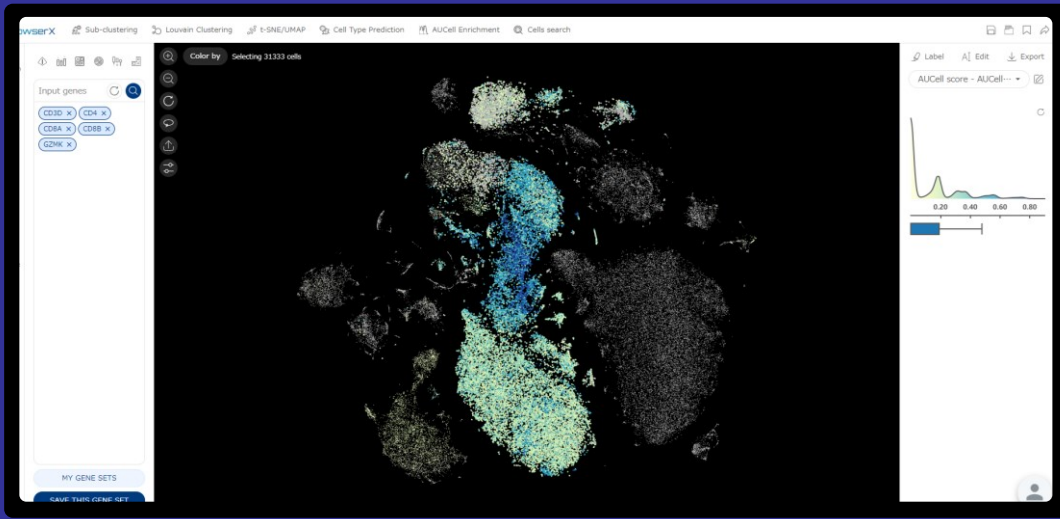 owserX Sub-clustering Louvain Clustering t-SNE/UMAP Cell Type Prediction AUCell Enrichment Cells search
Color by Selecting 31333 cells
Label Edit Export
Input genes
AUCell score - AUCell···
CD3D × CD4 ×
CD8A × CD8B ×
GZMK ×
0.20 0.40 0.60 0.80
MY GENE SETS
SAVE THIS GENE SET